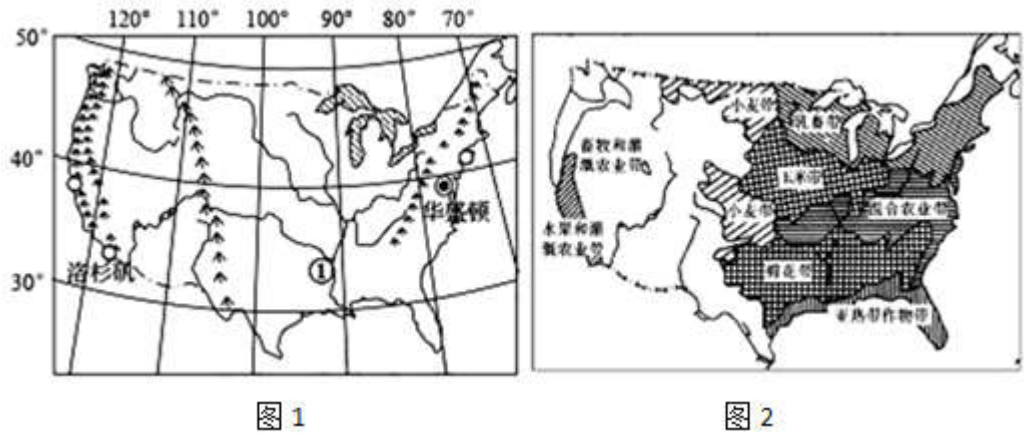 120° 110° 100° 90° 80° 70°
50°
40°
30°
华盛顿
洛杉矶
①
小麦带
乳畜带
畜牧和灌
溉农业带
玉米带
小麦带
混合农业带
水果和灌
溉农业带
棉花带
亚热带作物带
图 1
图 2